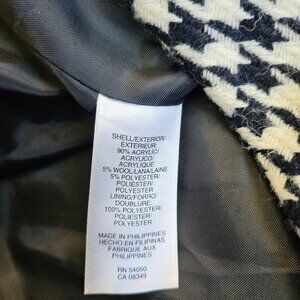 SHELL/EXTERIOR/
EXTERIEUR:
90% ACRYLIC/
ACRYLICO/
ACRYLIQUE
5% WOOL/LANA/LAINE
5% POLYESTER/
POLIESTER/
POLYESTER
LINING/FORRO/
DOUBLURE:
100% POLYESTER/
POLIESTER/
POLYESTER
MADE IN PHILIPPINES
HECHO EN FILIPINAS
FABRIQUE AUX
PHILIPPINES
RN 54050
CA 08349